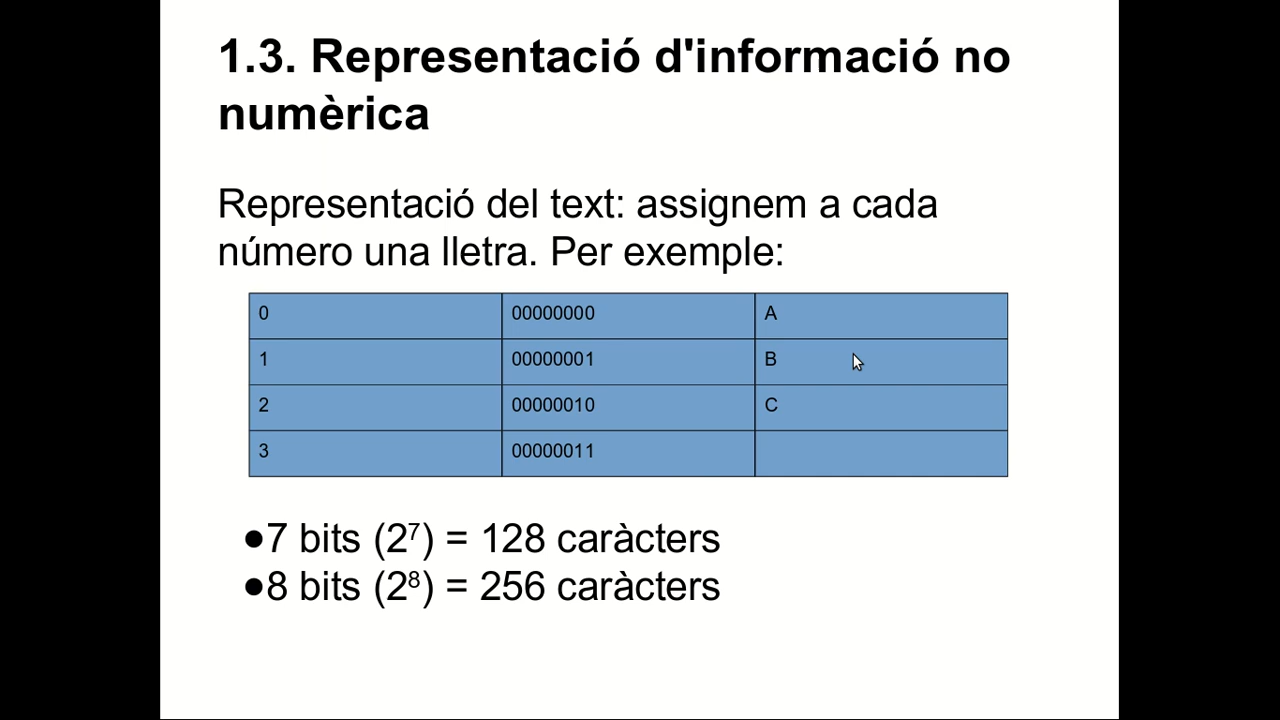 1.3. Representació d'informació no
numèrica
Representació del text: assignem a cada
número una lletra. Per exemple:
0 00000000 A
1 00000001 B
2 00000010 C
3 00000011
●7 bits (2⁷) = 128 caràcters
●8 bits (2⁸) = 256 caràcters